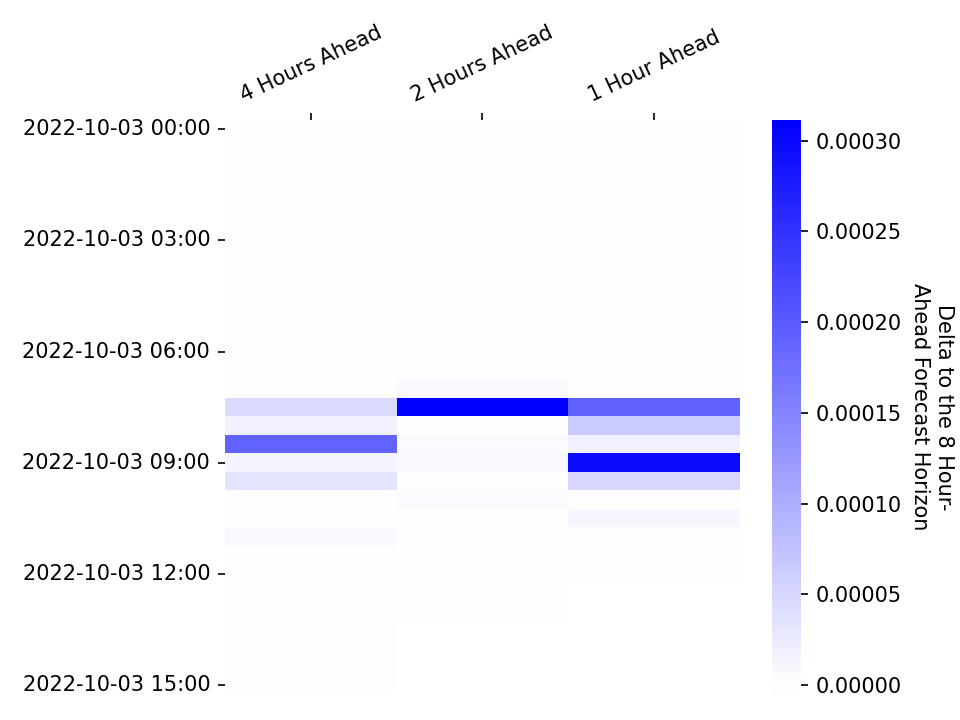 4 Hours Ahead
2 Hours Ahead
1 Hour Ahead
2022-10-03 00:00
2022-10-03 03:00
2022-10-03 06:00
2022-10-03 09:00
2022-10-03 12:00
2022-10-03 15:00
0.00030
0.00025
0.00020
0.00015
0.00010
0.00005
0.00000
Delta to the 8 Hour-
Ahead Forecast Horizon